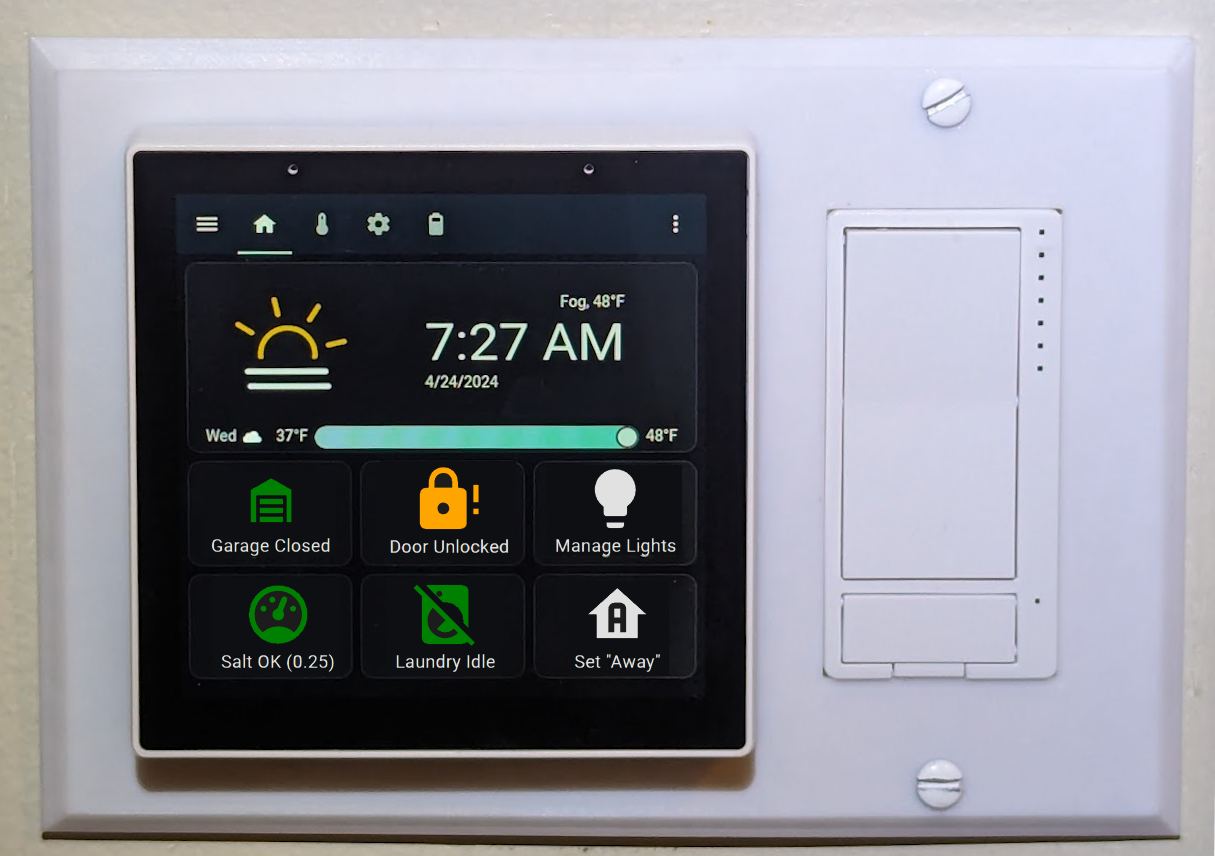 Fog, 48°F
7:27 AM
4/24/2024
Wed 37°F 48°F
Garage Closed
Door Unlocked
Manage Lights
A
Salt OK (0.25)
Laundry Idle
Set "Away"